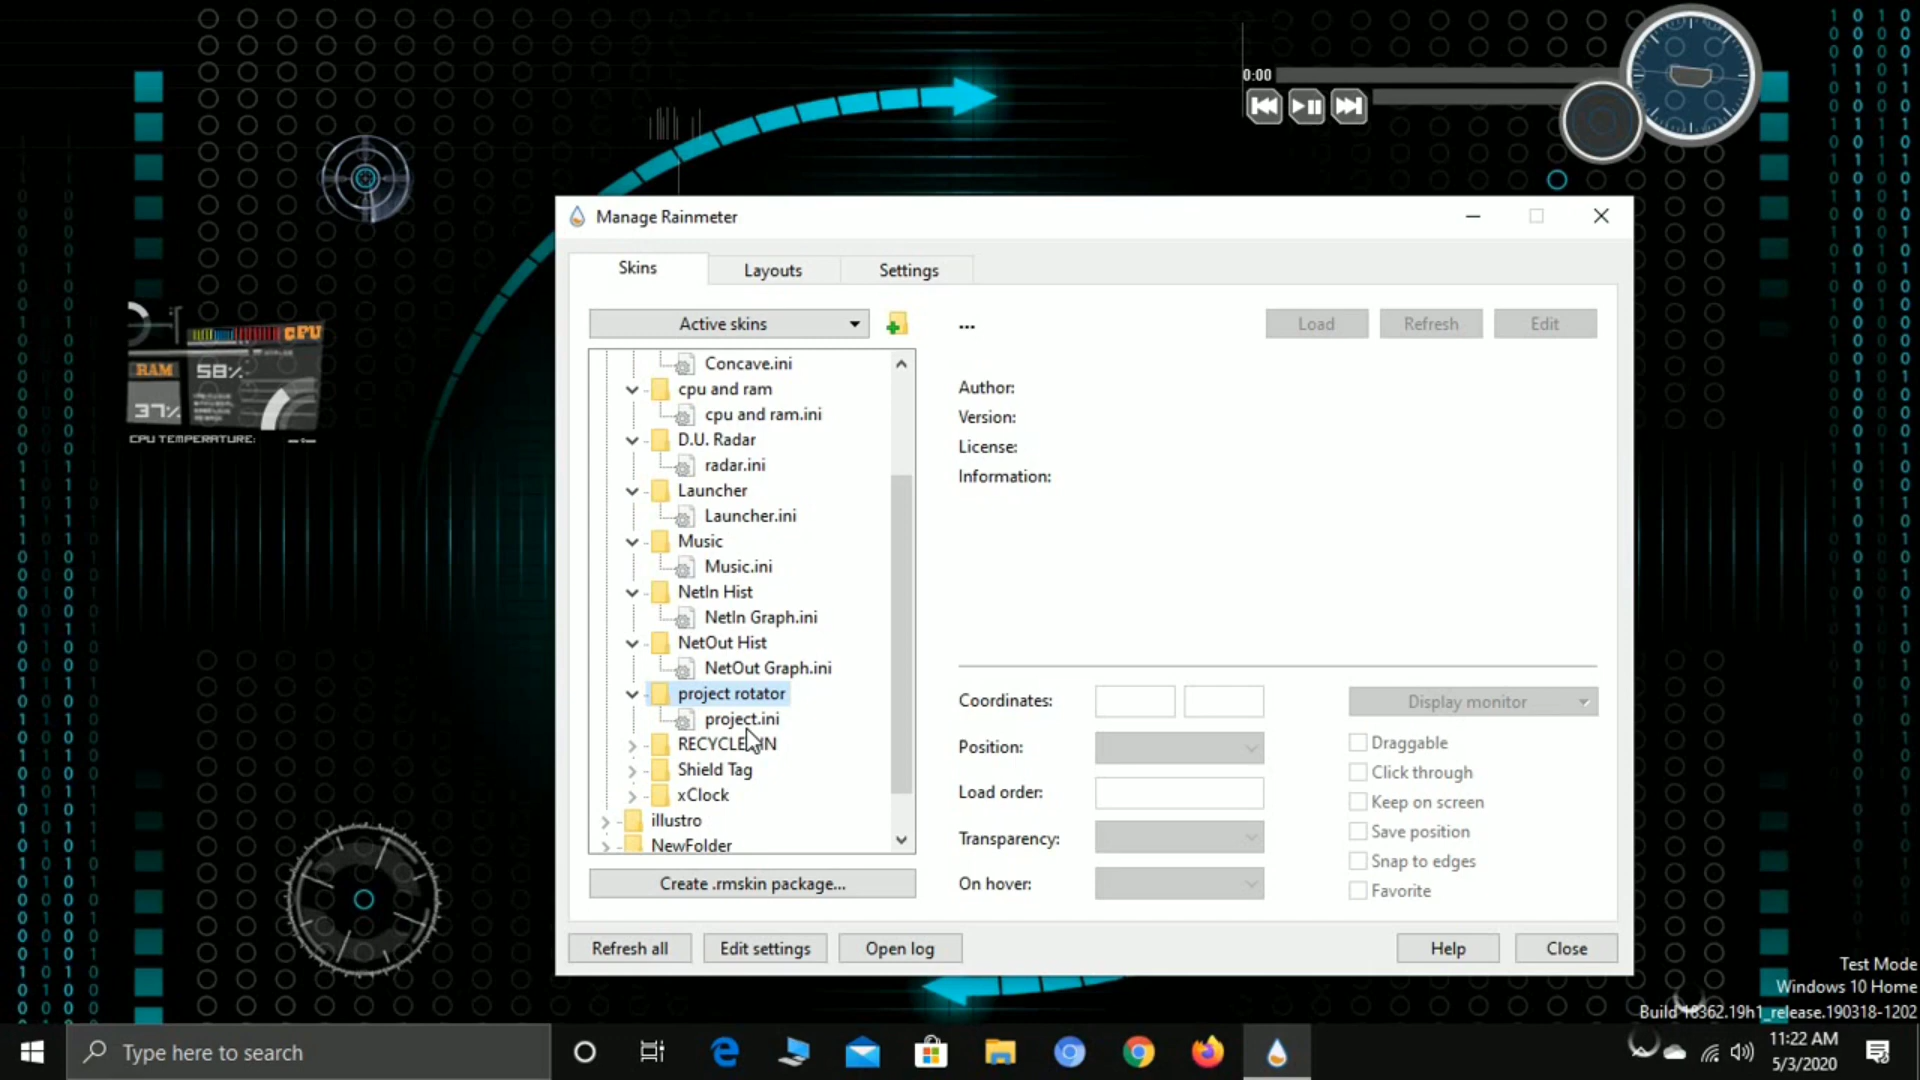 0:00
CPU
RAM
58%
37%
CPU TEMPERATURE:
Manage Rainmeter
Skins
Layouts
Settings
Active skins
...
Load
Refresh
Edit
Concave.ini
cpu and ram
cpu and ram.ini
D.U. Radar
radar.ini
Launcher
Launcher.ini
Music
Music.ini
NetIn Hist
NetIn Graph.ini
NetOut Hist
NetOut Graph.ini
project rotator
project.ini
Shield Tag
xClock
illustro
NewFolder
Create .rmskin package...
Author:
Version:
License:
Information:
Coordinates:
Position:
Load order:
Transparency:
On hover:
Display monitor
Draggable
Click through
Keep on screen
Save position
Snap to edges
Favorite
Refresh all
Edit settings
Open log
Help
Close
Test Mode
Windows 10 Home
Build 18362.19h1_release.190318-1202
Type here to search
11:22 AM
5/3/2020